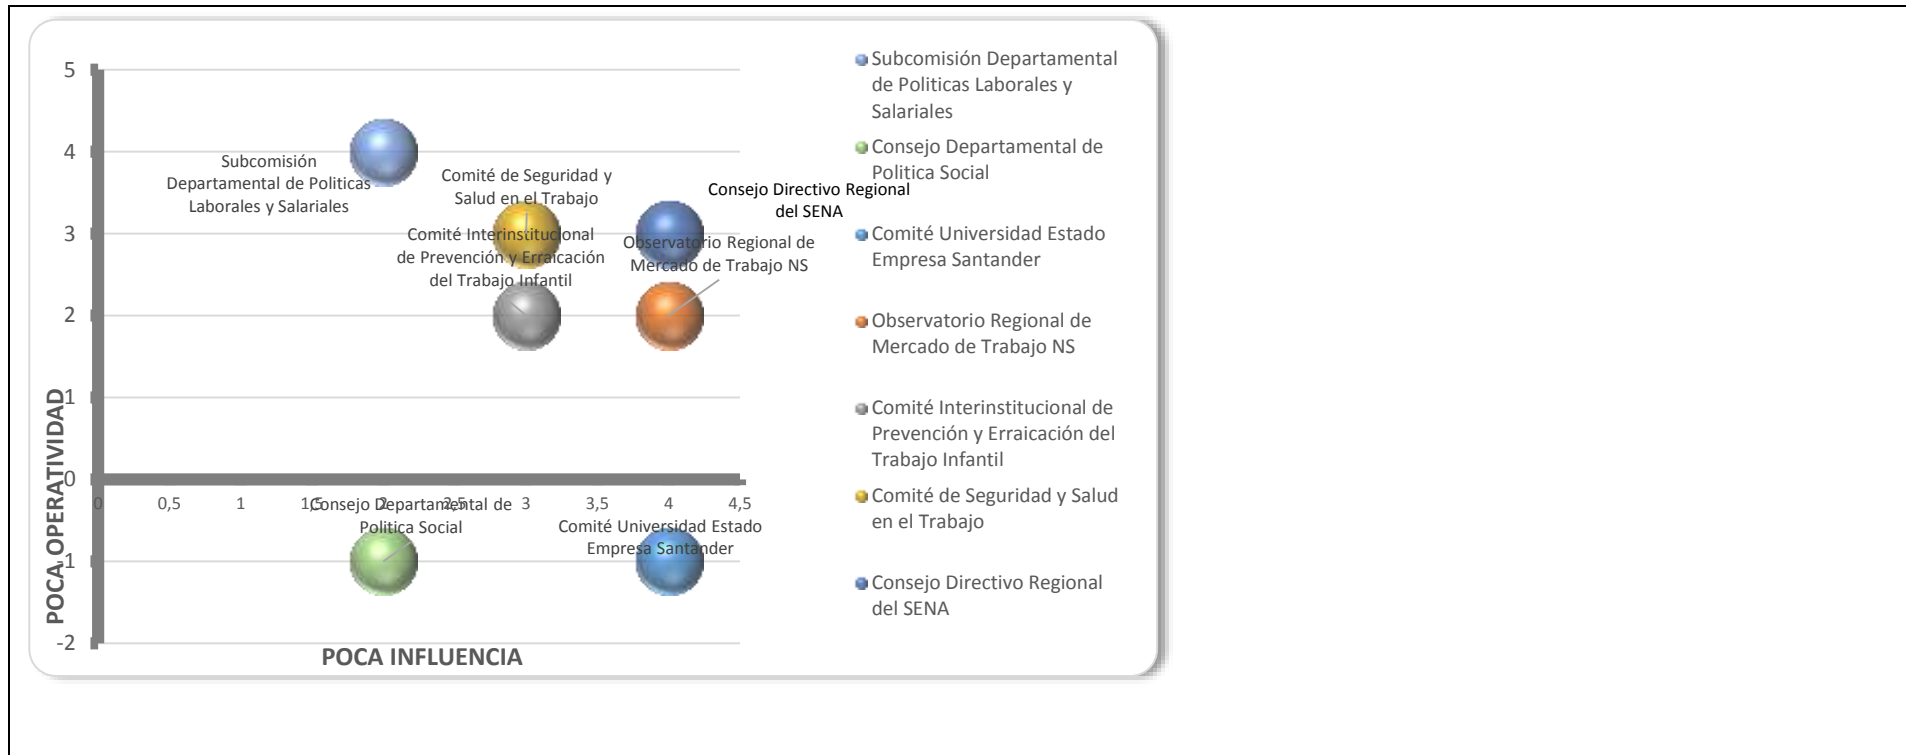 5
4
3
2
1
0
-1
-2
0 0,5 1 1,5 2 2,5 3 3,5 4 4,5
POCA OPERATIVIDAD
POCA INFLUENCIA
Subcomisión
Departamental de Politicas
Laborales y Salariales
Comité de Seguridad y
Salud en el Trabajo
Consejo Directivo Regional
del SENA
Comité Interinstitucional
de Prevención y Erraicación
del Trabajo Infantil
Observatorio Regional de
Mercado de Trabajo NS
Consejo Departamental de
Politica Social
Comité Universidad Estado
Empresa Santander
Subcomisión Departamental
de Politicas Laborales y
Salariales
Consejo Departamental de
Politica Social
Comité Universidad Estado
Empresa Santander
Observatorio Regional de
Mercado de Trabajo NS
Comité Interinstitucional de
Prevención y Erraicación del
Trabajo Infantil
Comité de Seguridad y Salud
en el Trabajo
Consejo Directivo Regional
del SENA